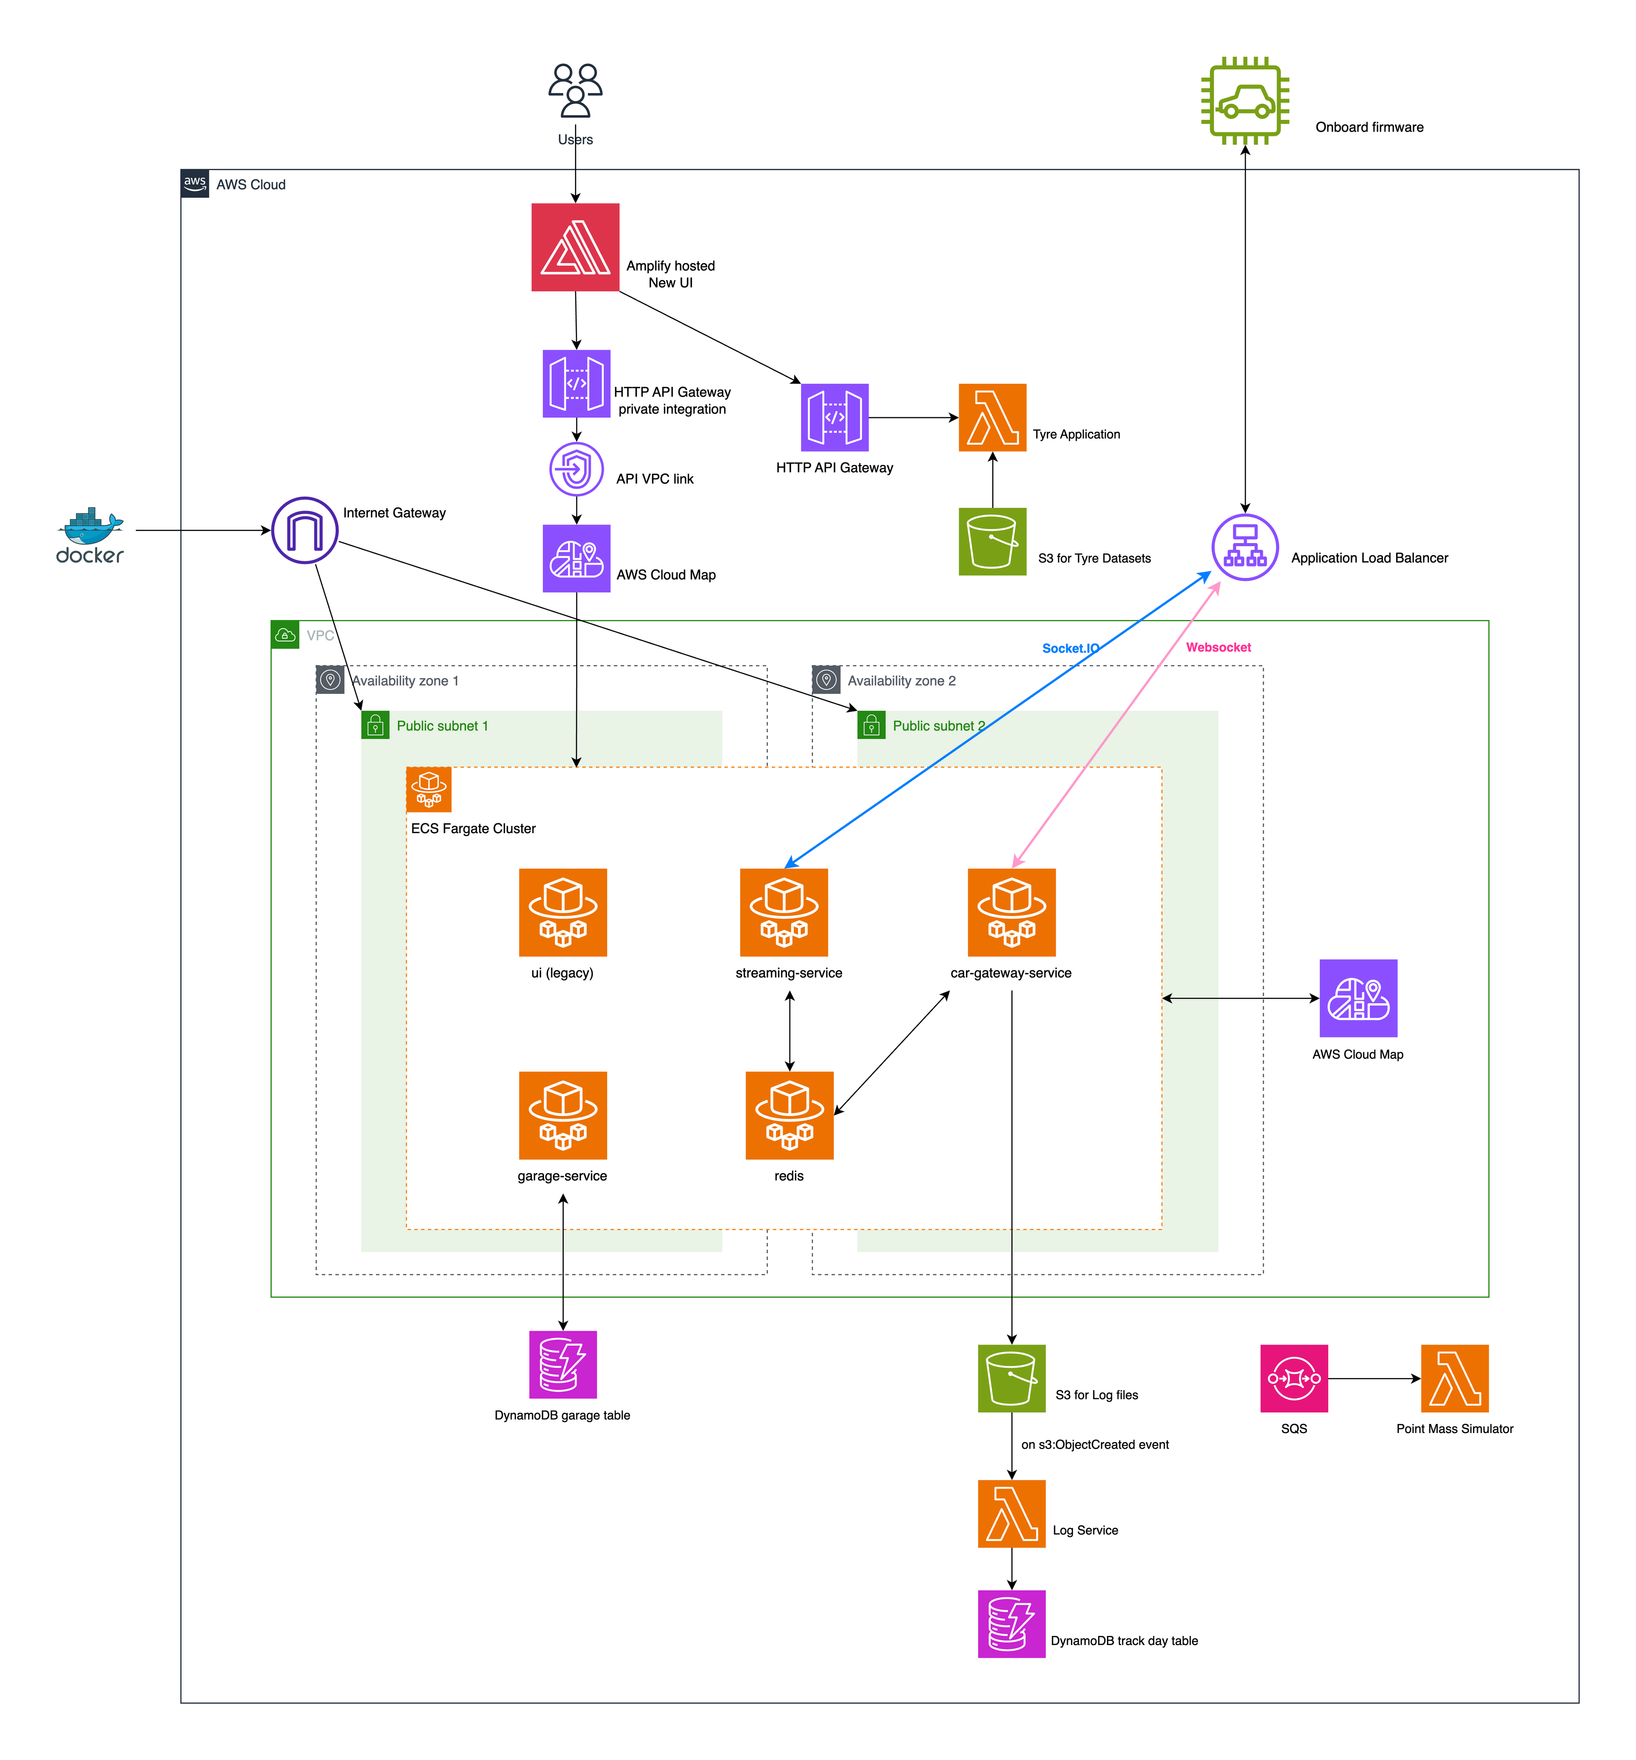 Users
Onboard firmware
aws
AWS Cloud
Amplify hosted
New UI
HTTP API Gateway
private integration
</>
</>
Tyre Application
HTTP API Gateway
API VPC link
Internet Gateway
docker
AWS Cloud Map
S3 for Tyre Datasets
Application Load Balancer
VPC
Socket.IO
Websocket
Availability zone 1
Availability zone 2
Public subnet 1
Public subnet 2
ECS Fargate Cluster
ui (legacy)
streaming-service
car-gateway-service
AWS Cloud Map
garage-service
redis
DynamoDB garage table
S3 for Log files
SQS
Point Mass Simulator
on s3:ObjectCreated event
Log Service
DynamoDB track day table